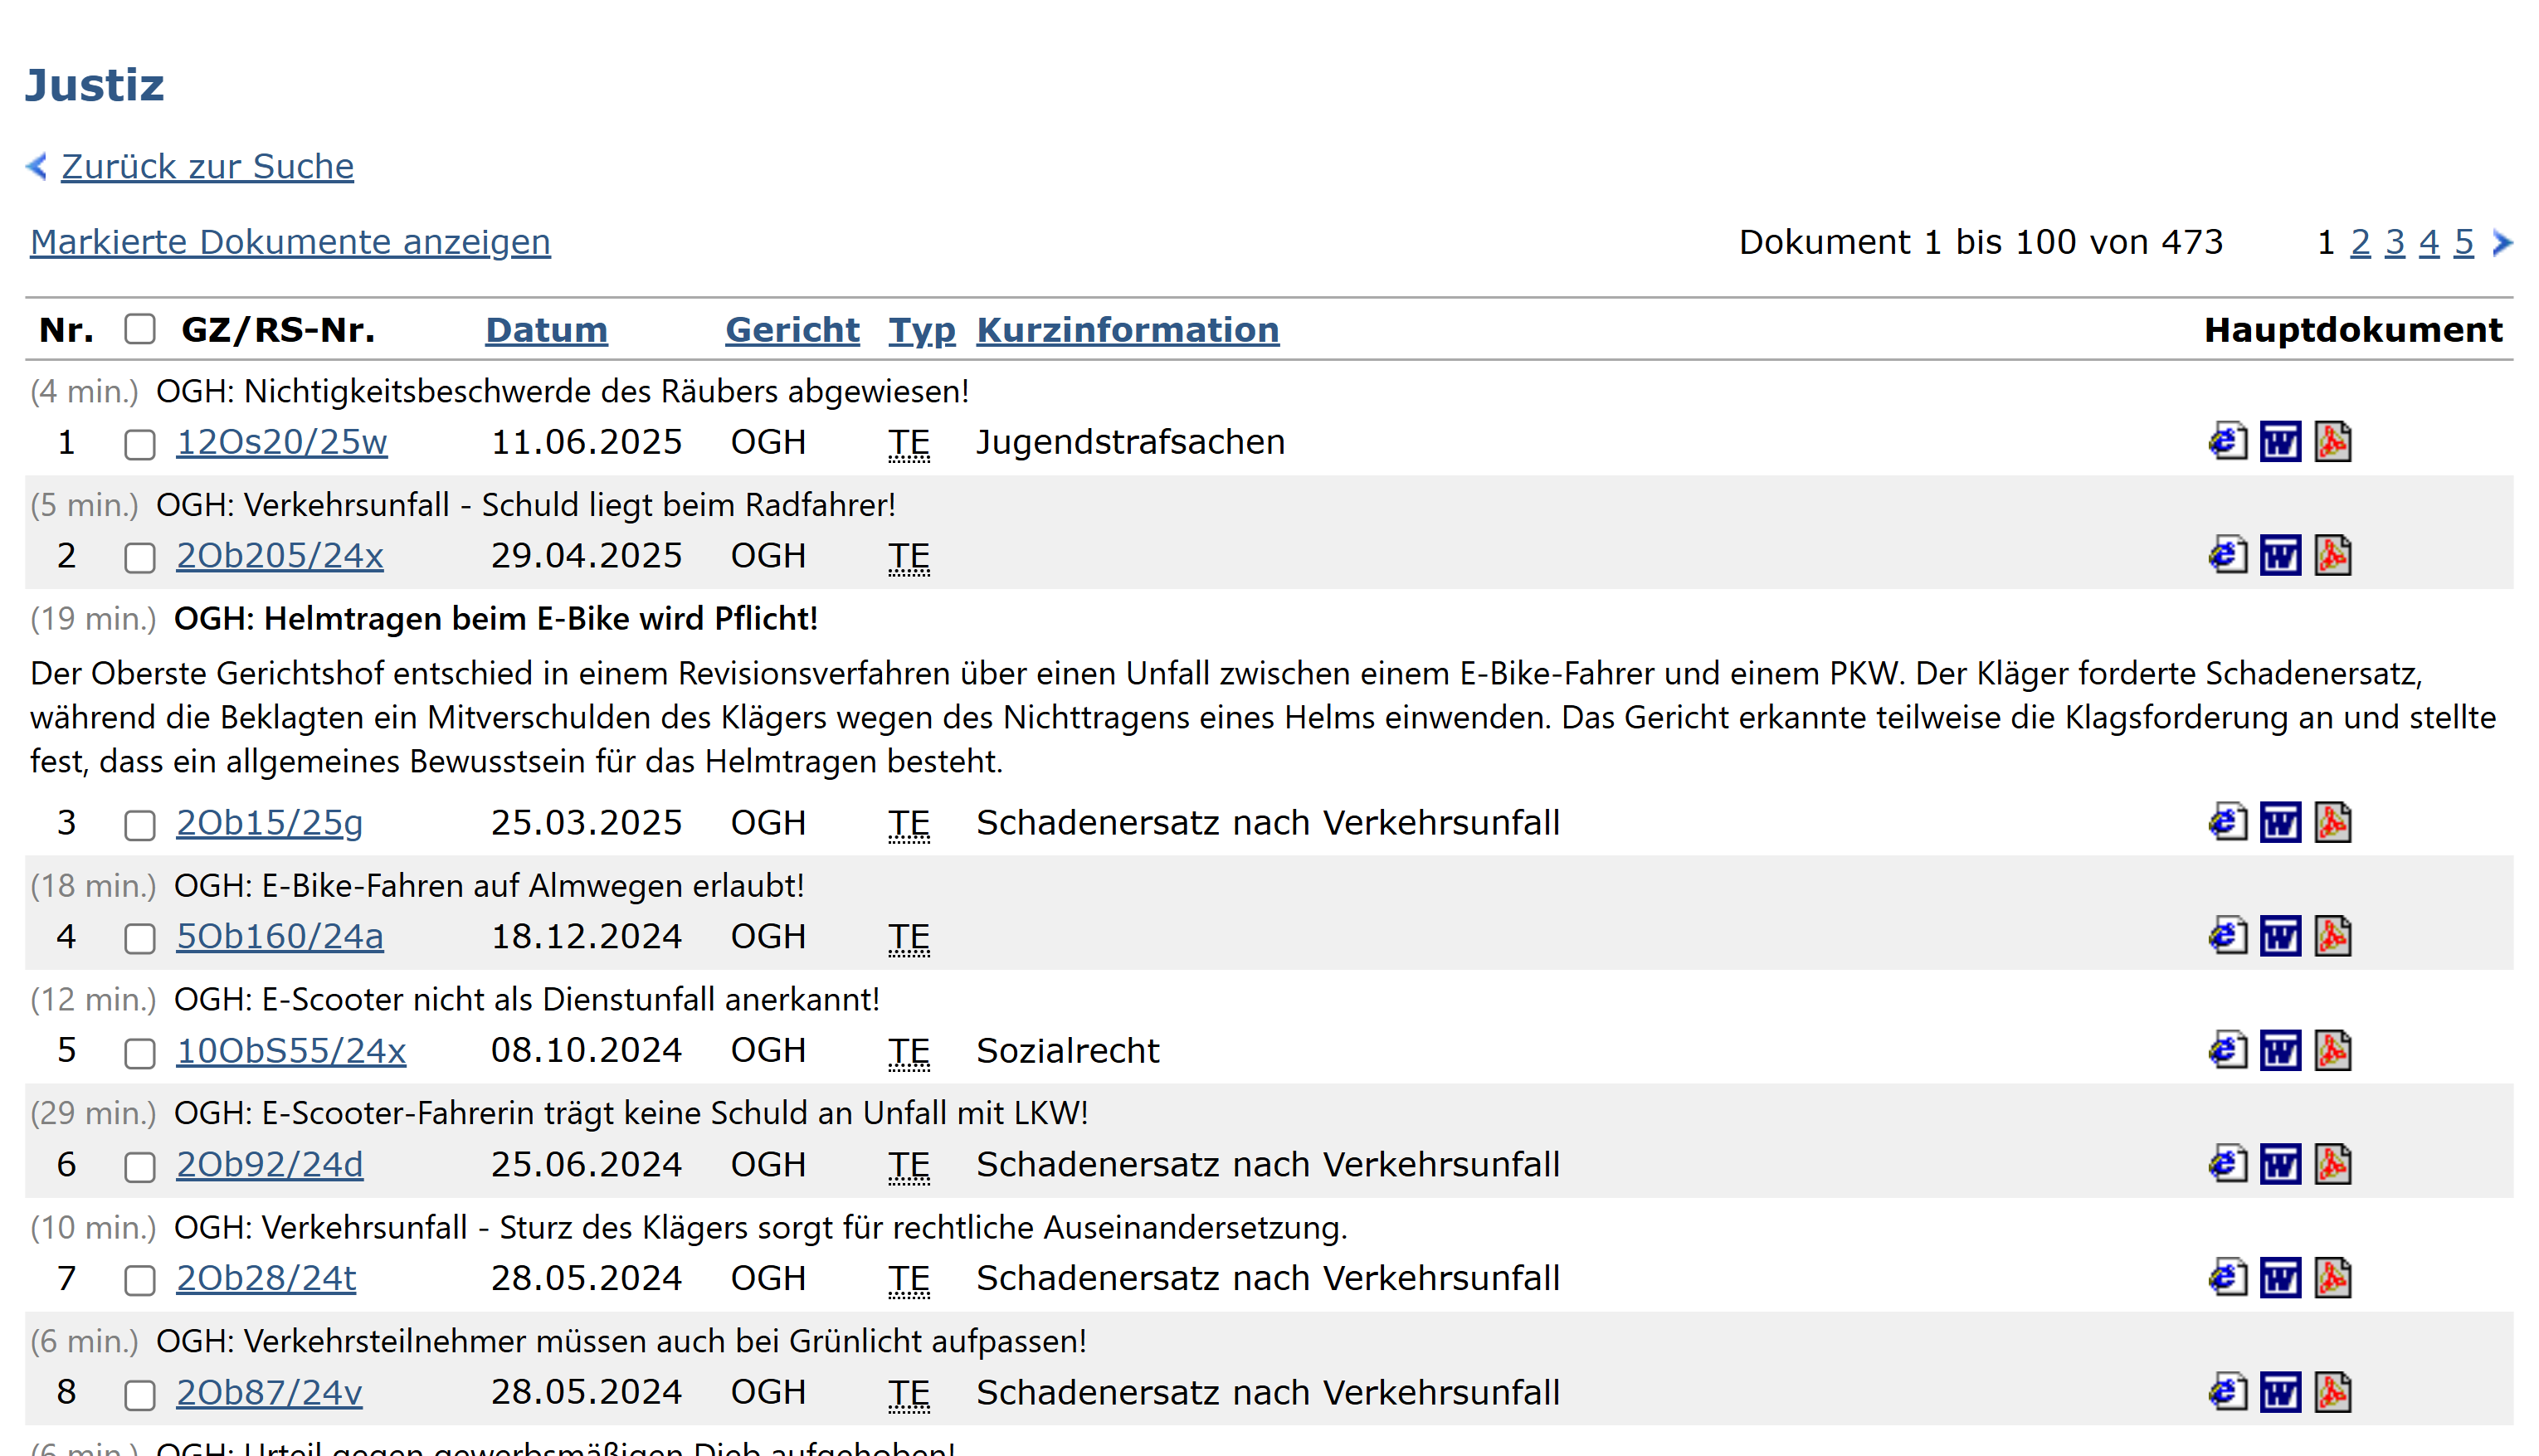 Justiz
Zurück zur Suche
Markierte Dokumente anzeigen Dokument 1 bis 100 von 473 1 2 3 4 5
Nr. GZ/RS-Nr. Datum Gericht Typ Kurzinformation Hauptdokument
(4 min.) OGH: Nichtigkeitsbeschwerde des Räubers abgewiesen!
1 12Os20/25w 11.06.2025 OGH TE Jugendstrafsachen
(5 min.) OGH: Verkehrsunfall - Schuld liegt beim Radfahrer!
2 2Ob205/24x 29.04.2025 OGH TE
(19 min.) OGH: Helmtragen beim E-Bike wird Pflicht!
Der Oberste Gerichtshof entschied in einem Revisionsverfahren über einen Unfall zwischen einem E-Bike-Fahrer und einem PKW. Der Kläger forderte Schadenersatz,
während die Beklagten ein Mitverschulden des Klägers wegen des Nichttragens eines Helms einwenden. Das Gericht erkannte teilweise die Klagsforderung an und stellte
fest, dass ein allgemeines Bewusstsein für das Helmtragen besteht.
3 2Ob15/25g 25.03.2025 OGH TE Schadenersatz nach Verkehrsunfall
(18 min.) OGH: E-Bike-Fahren auf Almwegen erlaubt!
4 5Ob160/24a 18.12.2024 OGH TE
(12 min.) OGH: E-Scooter nicht als Dienstunfall anerkannt!
5 10ObS55/24x 08.10.2024 OGH TE Sozialrecht
(29 min.) OGH: E-Scooter-Fahrerin trägt keine Schuld an Unfall mit LKW!
6 2Ob92/24d 25.06.2024 OGH TE Schadenersatz nach Verkehrsunfall
(10 min.) OGH: Verkehrsunfall - Sturz des Klägers sorgt für rechtliche Auseinandersetzung.
7 2Ob28/24t 28.05.2024 OGH TE Schadenersatz nach Verkehrsunfall
(6 min.) OGH: Verkehrsteilnehmer müssen auch bei Grünlicht aufpassen!
8 2Ob87/24v 28.05.2024 OGH TE Schadenersatz nach Verkehrsunfall
(6 min.) OGH: Urteil gegen gewerbsmäßigen Dieb aufgehoben!